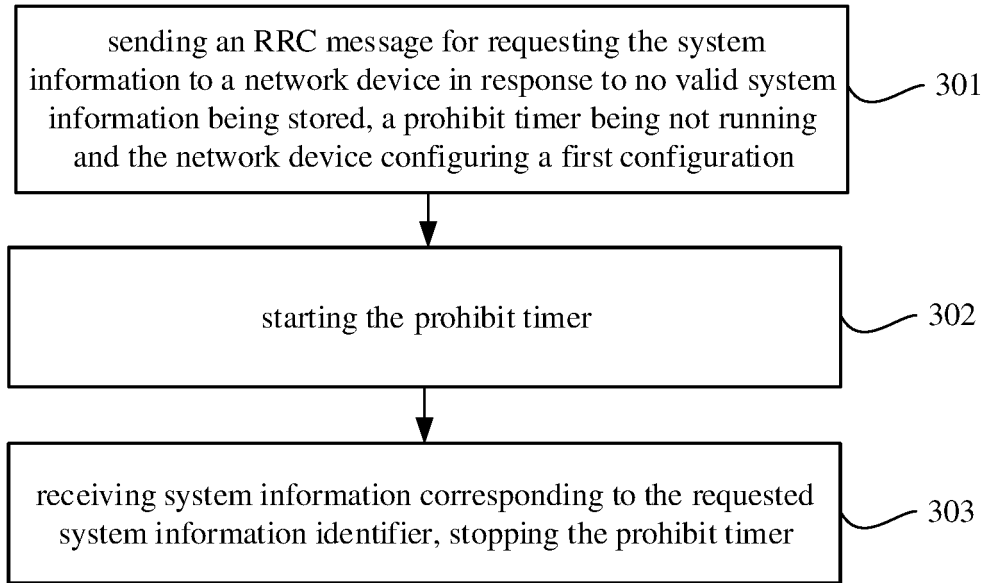 sending an RRC message for requesting the system
information to a network device in response to no valid system
information being stored, a prohibit timer being not running
and the network device configuring a first configuration
301
starting the prohibit timer
302
receiving system information corresponding to the requested
system information identifier, stopping the prohibit timer
303